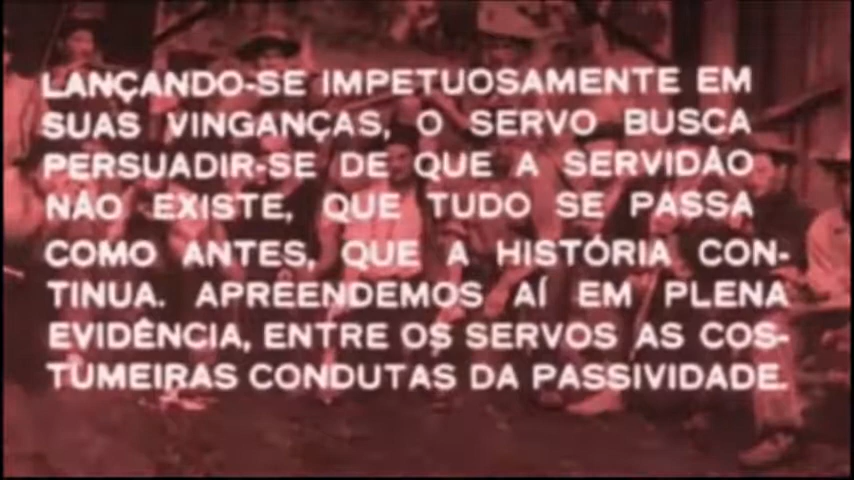 LANÇANDO-SE IMPETUOSAMENTE EM
SUAS VINGANÇAS, O SERVO BUSCA
PERSUADIR-SE DE QUE A SERVIDÃO
NÃO EXISTE, QUE TUDO SE PASSA
COMO ANTES, QUE A HISTÓRIA CON-
TINUA. APREENDEMOS AÍ EM PLENA
EVIDÊNCIA, ENTRE OS SERVOS AS COS-
TUMEIRAS CONDUTAS DA PASSIVIDADE.